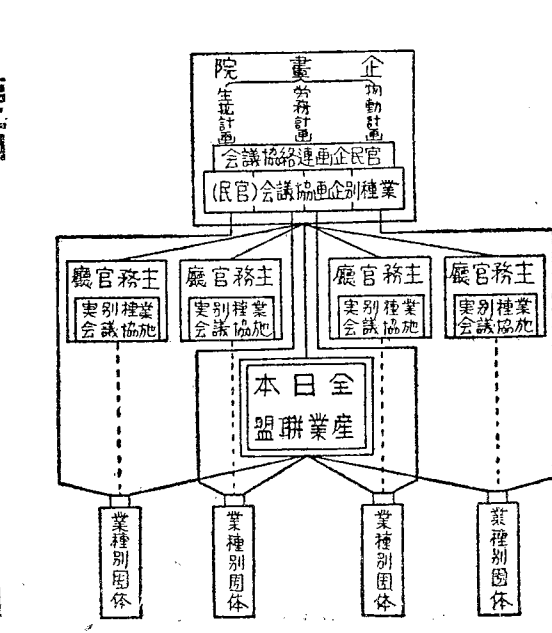 企畫院
物動計画
労務計画
生拡計画
官民企画連絡協議会
業種別企画協議会(官民)
主務官廳
業種別実施協議会
主務官廳
業種別実施協議会
主務官廳
業種別実施協議会
主務官廳
業種別実施協議会
全日本
産業聯盟
業種別団体
業種別団体
業種別団体
業種別団体